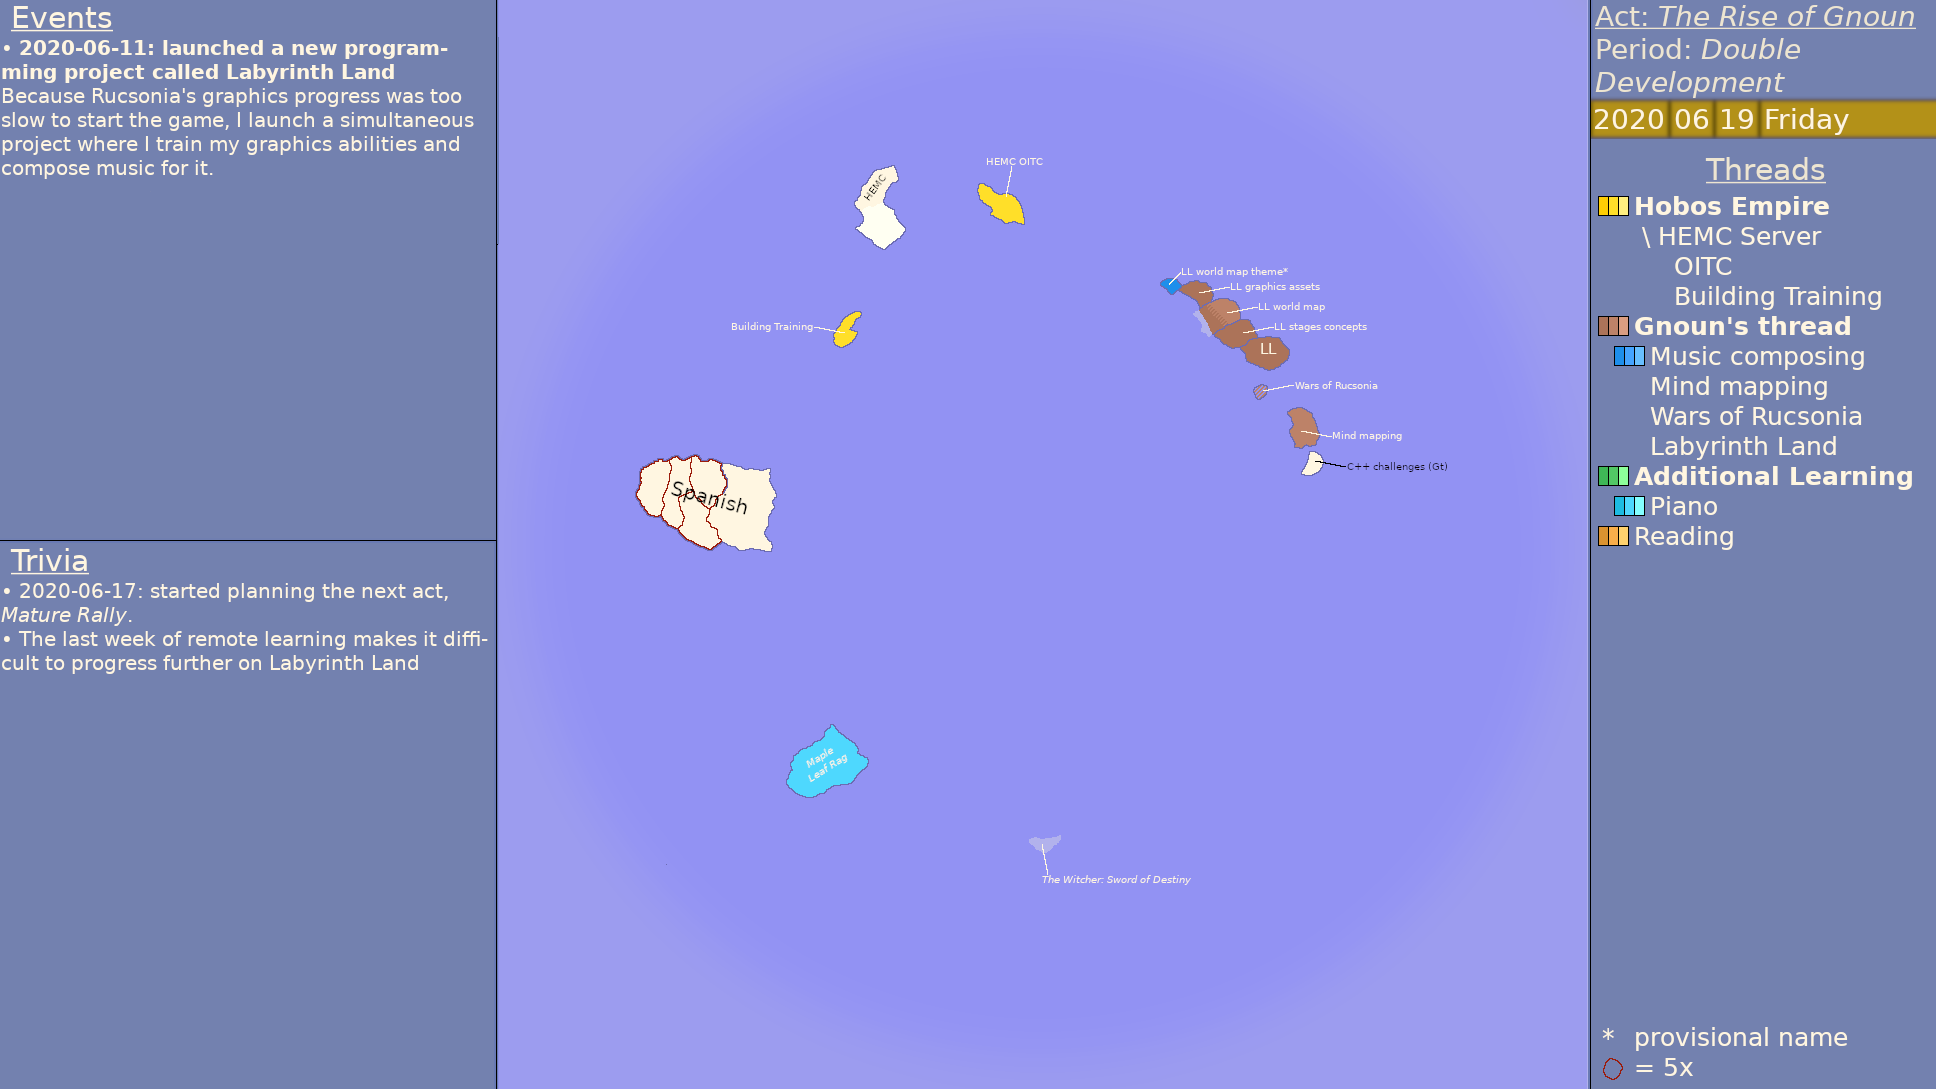 Events
• 2020-06-11: launched a new program-
ming project called Labyrinth Land
Because Rucsonia's graphics progress was too
slow to start the game, I launch a simultaneous
project where I train my graphics abilities and
compose music for it.
Trivia
• 2020-06-17: started planning the next act,
Mature Rally.
• The last week of remote learning makes it diffi-
cult to progress further on Labyrinth Land
HEMC
HEMC OITC
LL world map theme*
LL graphics assets
LL world map
LL stages concepts
LL
Building Training
Wars of Rucsonia
Mind mapping
C++ challenges (Gt)
Spanish
Maple
Leaf Rag
The Witcher: Sword of Destiny
Act: The Rise of Gnoun
Period: Double
Development
2020 06 19 Friday
Threads
Hobos Empire
\ HEMC Server
OITC
Building Training
Gnoun's thread
Music composing
Mind mapping
Wars of Rucsonia
Labyrinth Land
Additional Learning
Piano
Reading
* provisional name
= 5x